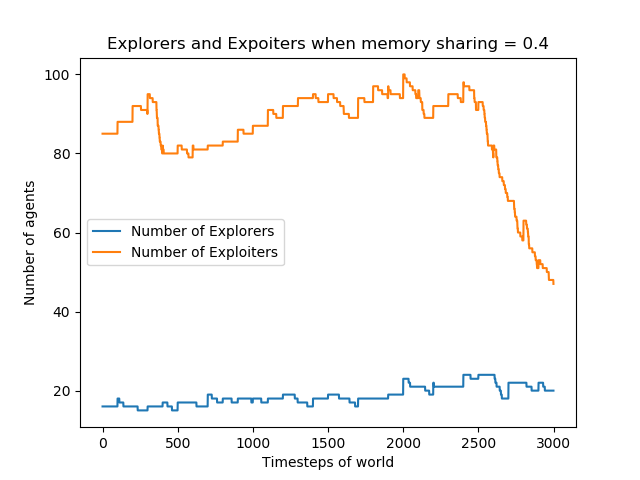 Explorers and Expoiters when memory sharing = 0.4
Number of agents
100
80
60
40
20
Number of Explorers
Number of Exploiters
0
500
1000
1500
2000
2500
3000
Timesteps of world